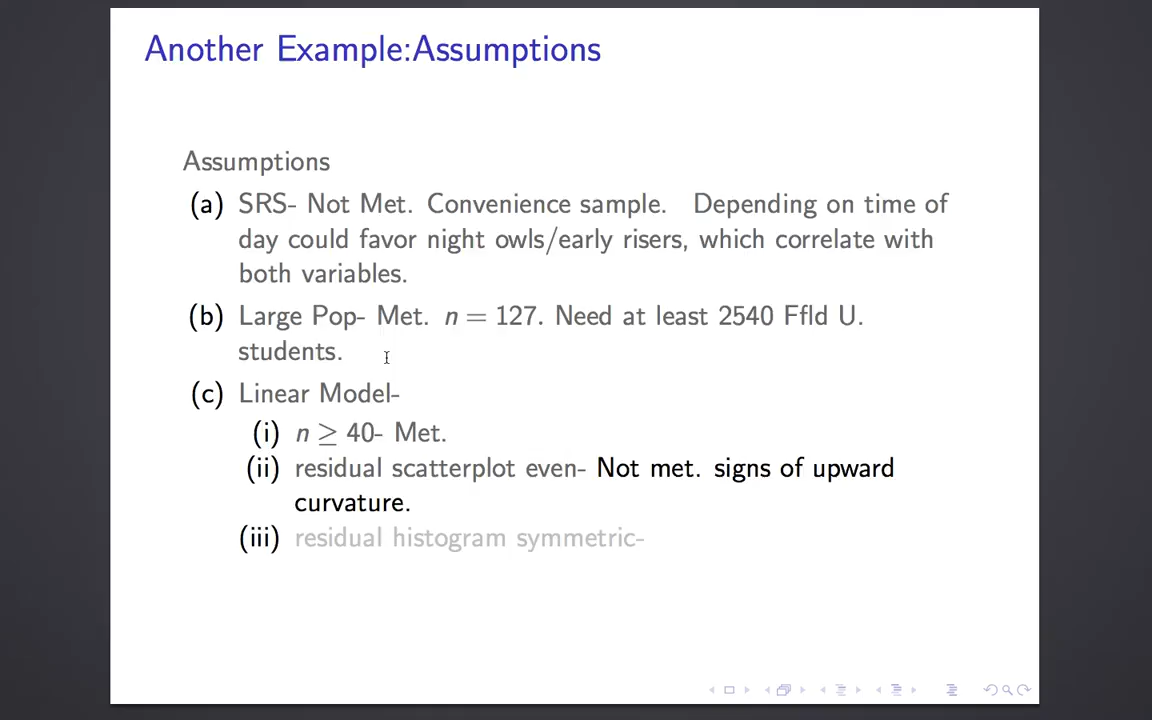 Another Example:Assumptions
Assumptions
(a) SRS- Not Met. Convenience sample. Depending on time of
day could favor night owls/early risers, which correlate with
both variables.
(b) Large Pop- Met. n = 127. Need at least 2540 Ffld U.
students.
(c) Linear Model-
(i) n ≥ 40- Met.
(ii) residual scatterplot even- Not met. signs of upward
curvature.
(iii) residual histogram symmetric-